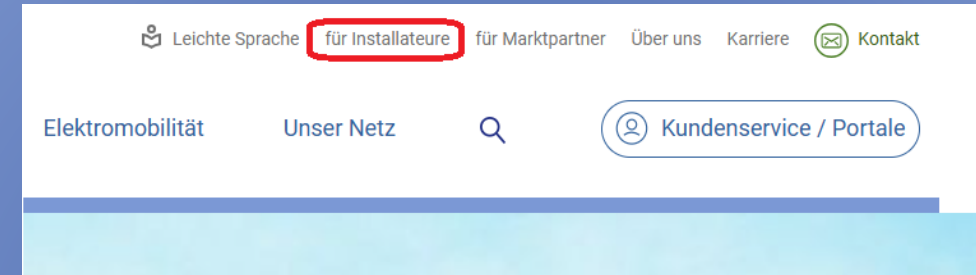 Leichte Sprache für Installateure für Marktpartner Über uns Karriere Kontakt
Elektromobilität Unser Netz Kundenservice / Portale